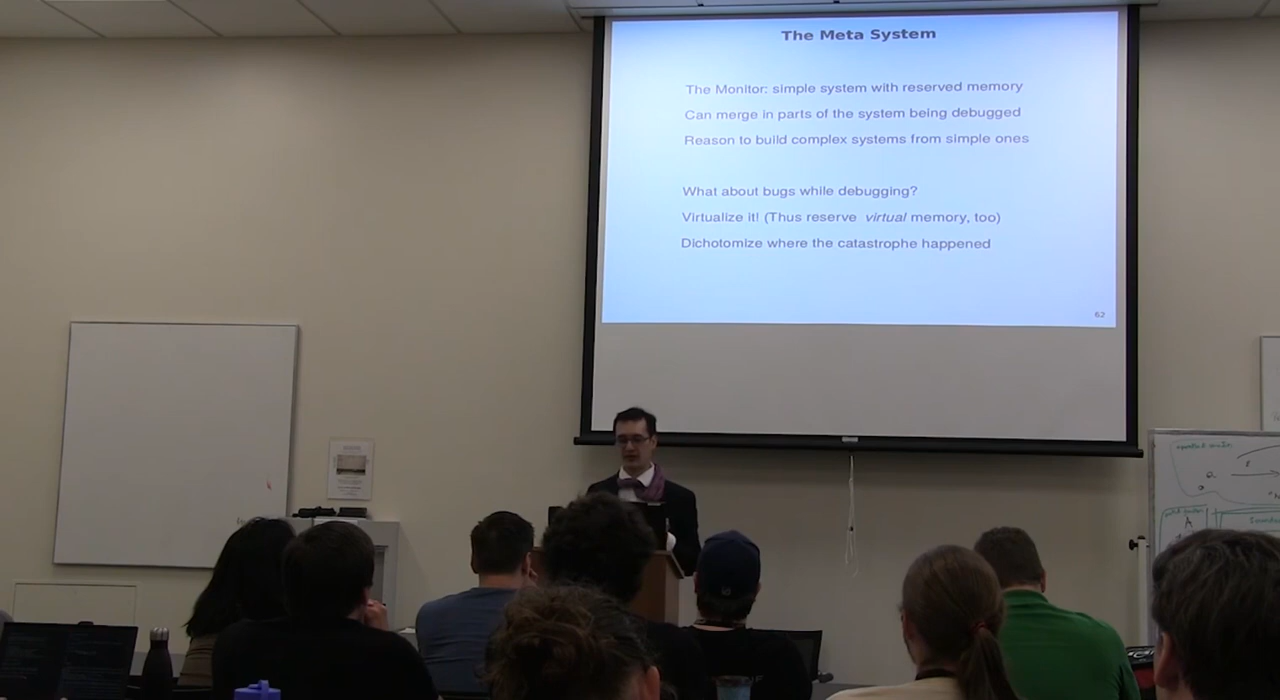 The Meta System
The Monitor: simple system with reserved memory
Can merge in parts of the system being debugged
Reason to build complex systems from simple ones
What about bugs while debugging?
Virtualize it! (Thus reserve virtual memory, too)
Dichotomize where the catastrophe happened
62